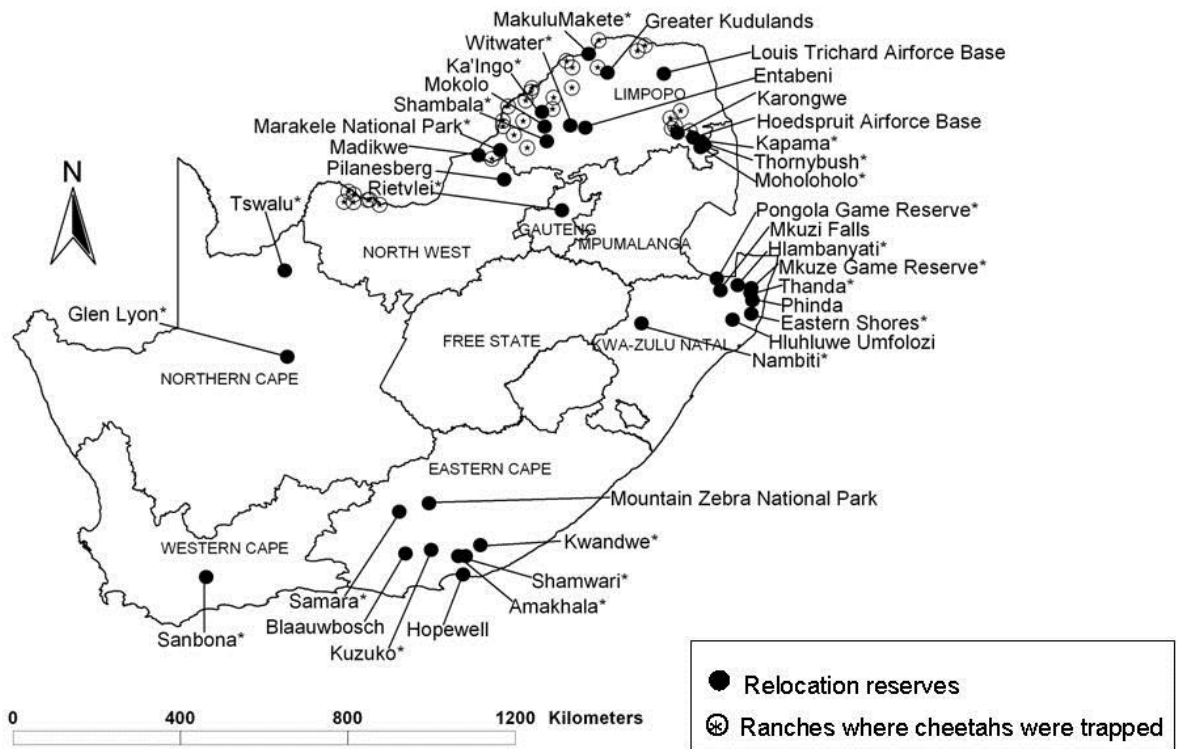 MakuluMakete*
Greater Kudulands
Witwater*
Louis Trichard Airforce Base
Ka'Ingo*
Entabeni
Mokolo
LIMPOPO
Karongwe
Shambala*
Hoedspruit Airforce Base
Marakele National Park*
Kapama*
Madikwe
Thornybush*
Pilanesberg
Moholoholo*
N
Rietvlei*
Tswalu*
Pongola Game Reserve*
GAUTENG
Mkuzi Falls
NORTH WEST
MPUMALANGA
Hlambanyati*
Mkuze Game Reserve*
Thanda*
Glen Lyon*
Phinda
Eastern Shores*
FREE STATE
KWA-ZULU NATAL
Hluhluwe Umfolozi
Nambiti*
NORTHERN CAPE
EASTERN CAPE
Mountain Zebra National Park
WESTERN CAPE
Kwandwe*
Shamwari*
Samara*
Amakhala*
Blaauwbosch
Hopewell
Sanbona*
Kuzuko*
Relocation reserves
Ranches where cheetahs were trapped
0 400 800 1200 Kilometers